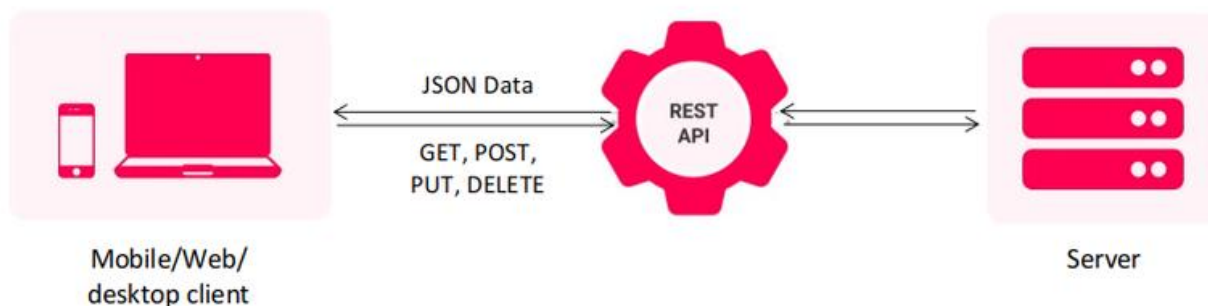 JSON Data
GET, POST,
PUT, DELETE
REST
API
Mobile/Web/
desktop client
Server